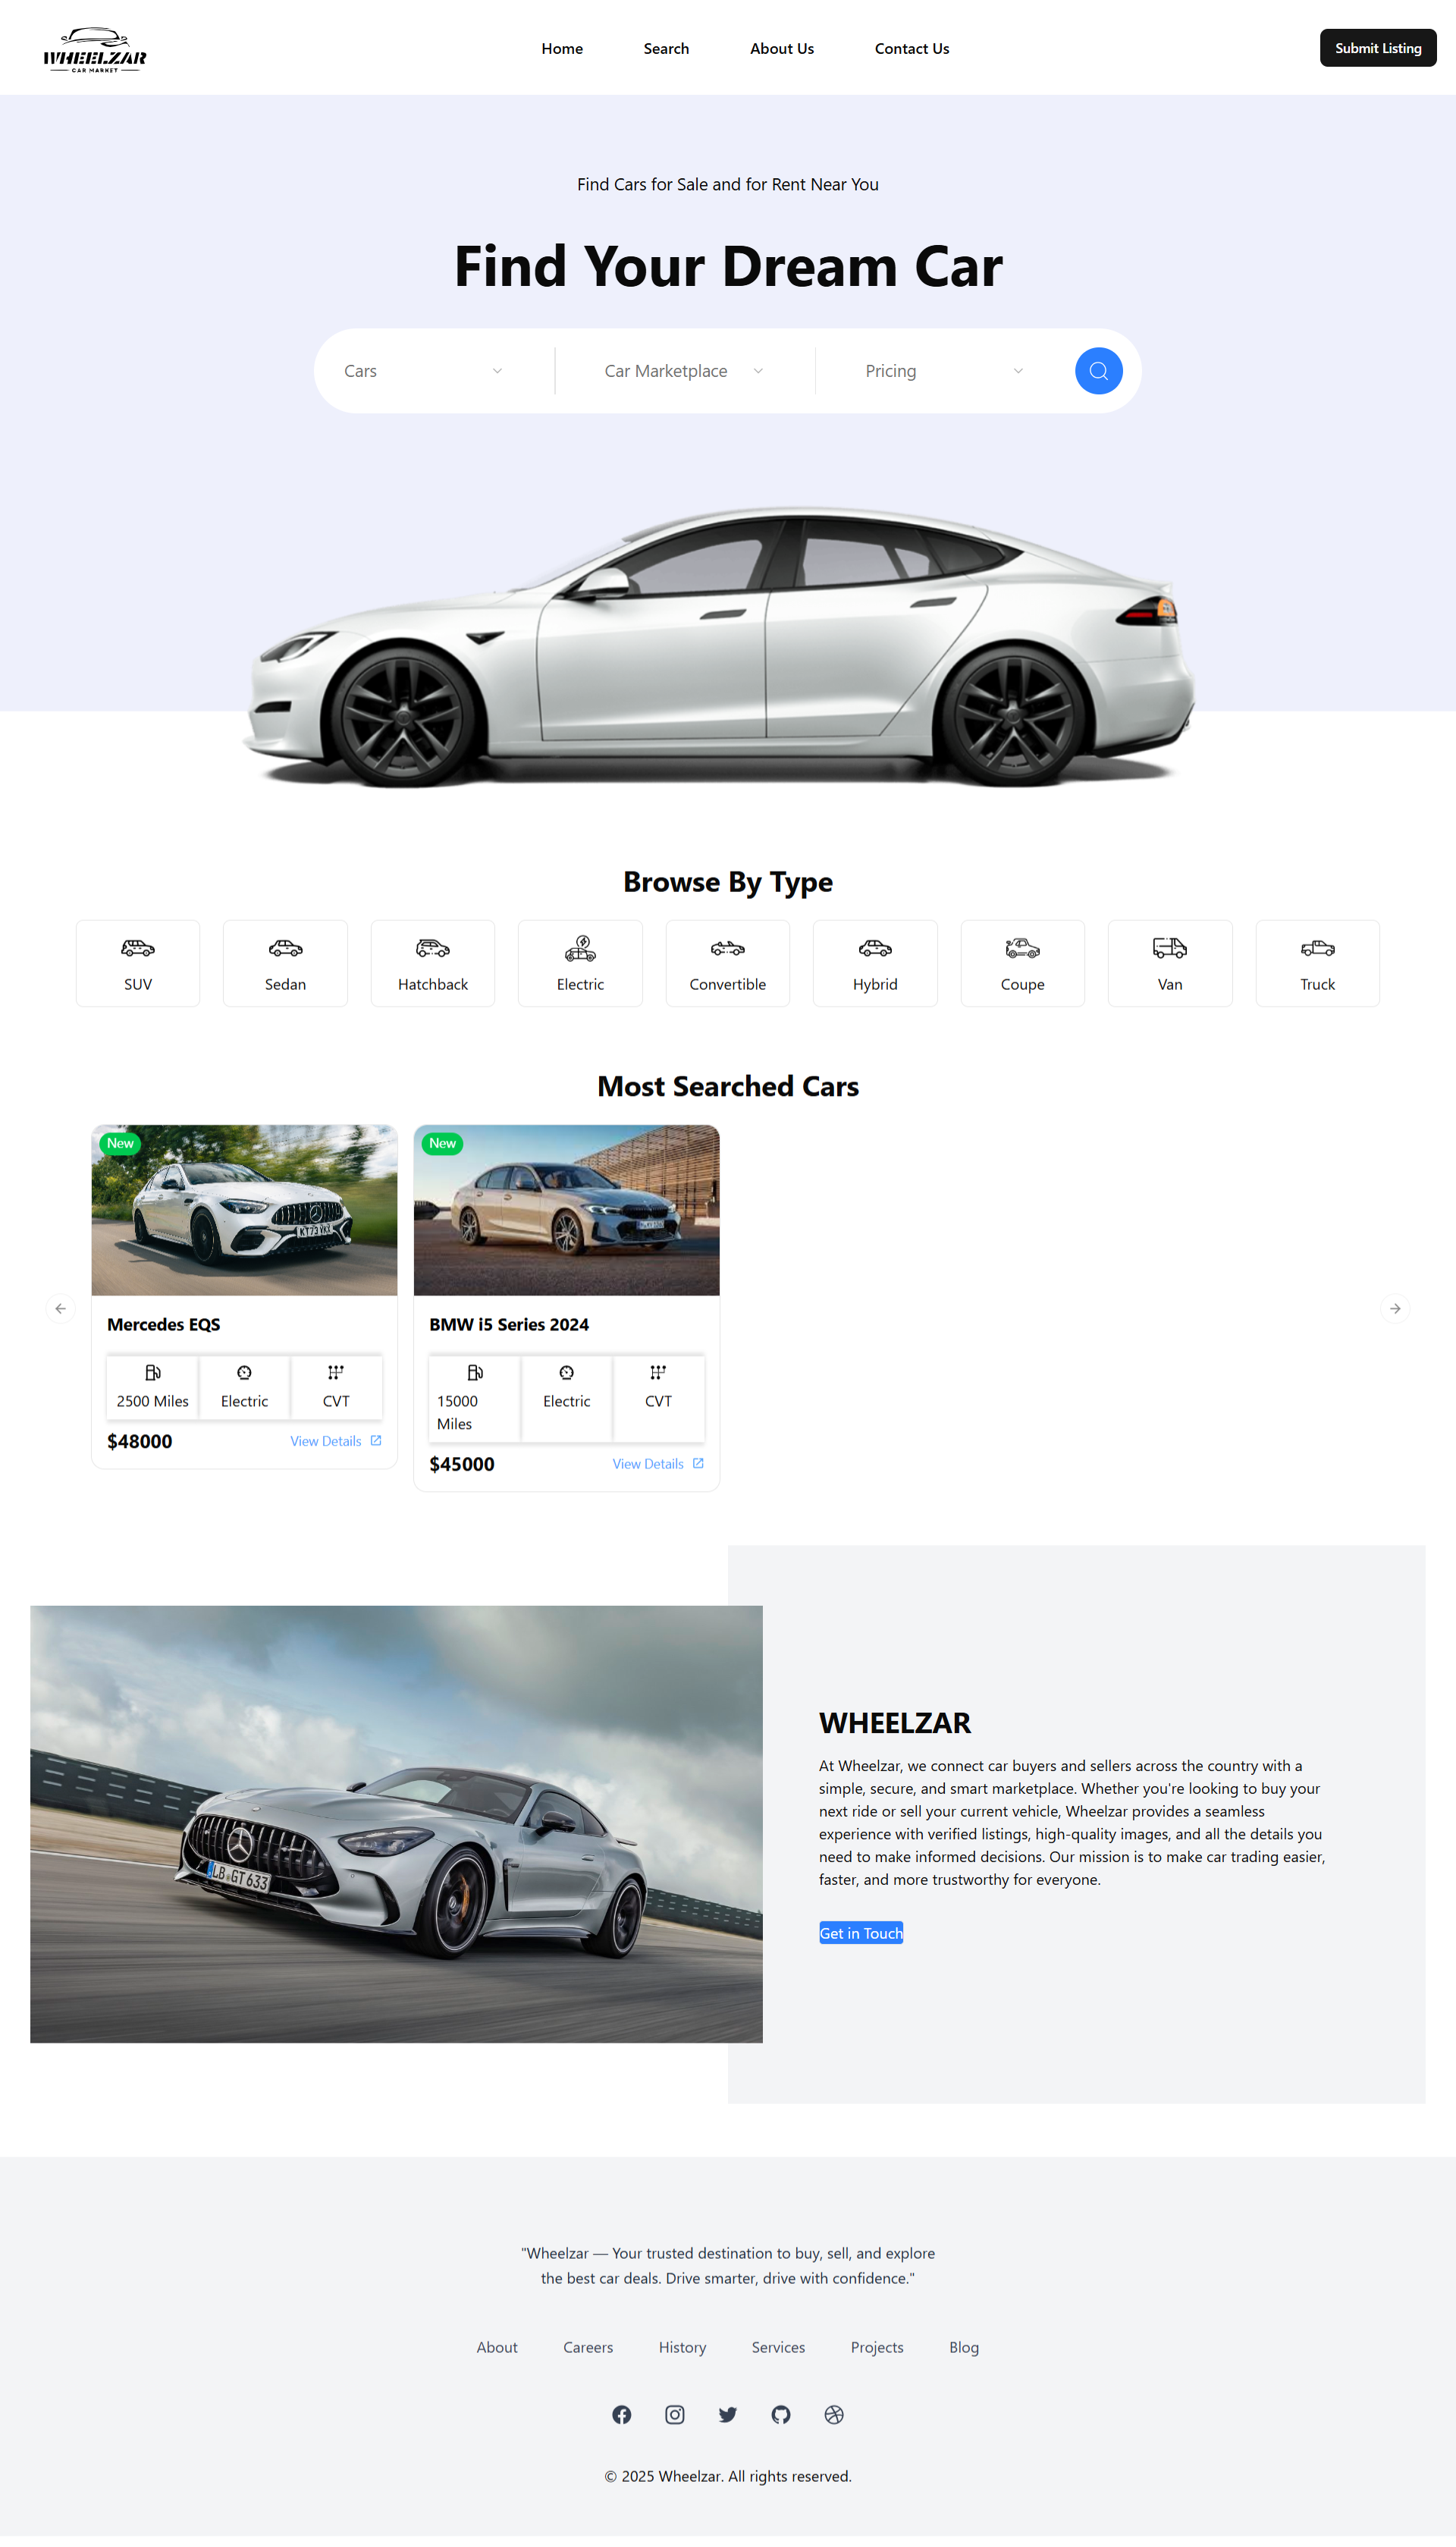 WHEELZAR
CAR MARKET
Home
Search
About Us
Contact Us
Submit Listing
Find Cars for Sale and for Rent Near You
Find Your Dream Car
Cars
Car Marketplace
Pricing
Browse By Type
SUV
Sedan
Hatchback
Electric
Convertible
Hybrid
Coupe
Van
Truck
Most Searched Cars
New
KT73 VKX
Mercedes EQS
2500 Miles
Electric
CVT
$48000
View Details
New
BMW i5 Series 2024
15000
Miles
Electric
CVT
$45000
View Details
LB GT 633
WHEELZAR
At Wheelzar, we connect car buyers and sellers across the country with a
simple, secure, and smart marketplace. Whether you're looking to buy your
next ride or sell your current vehicle, Wheelzar provides a seamless
experience with verified listings, high-quality images, and all the details you
need to make informed decisions. Our mission is to make car trading easier,
faster, and more trustworthy for everyone.
Get in Touch
"Wheelzar — Your trusted destination to buy, sell, and explore
the best car deals. Drive smarter, drive with confidence."
About
Careers
History
Services
Projects
Blog
© 2025 Wheelzar. All rights reserved.